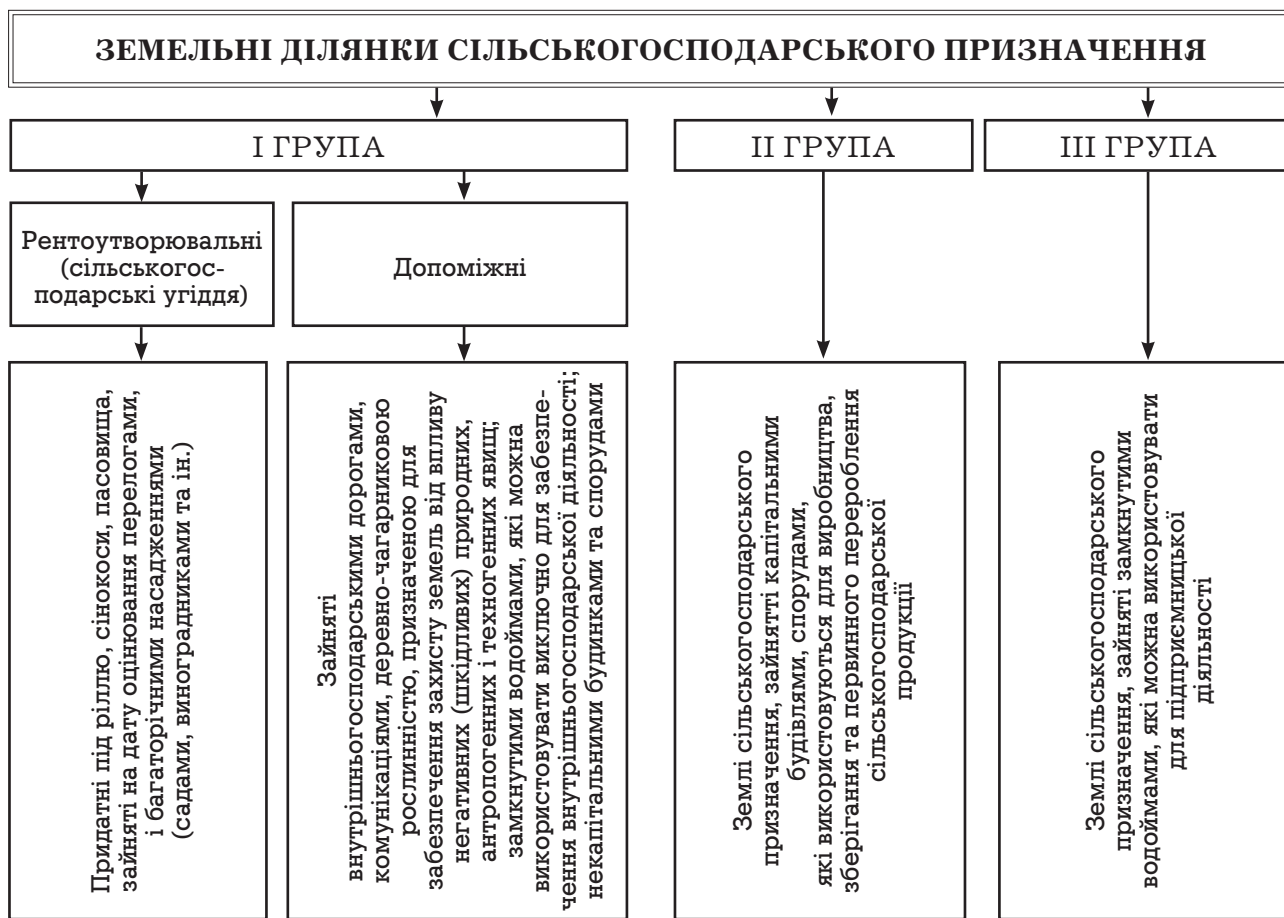 ЗЕМЕЛЬНІ ДІЛЯНКИ СІЛЬСЬКОГОСПОДАРСЬКОГО ПРИЗНАЧЕННЯ
І ГРУПА
ІІ ГРУПА
ІІІ ГРУПА
Рентоутворювальні
(сільськогос-
подарські угіддя)
Допоміжні
Придатні під ріллю, сінокоси, пасовища,
зайняті на дату оцінювання перелогами,
і багаторічними насадженнями
(садами, виноградниками та ін.)
Зайняті
внутрішньогосподарськими дорогами,
комунікаціями, деревно-чагарниковою
рослинністю, призначеною для
забезпечення захисту земель від впливу
негативних (шкідливих) природних,
антропогенних і техногенних явищ;
замкнутими водоймами, які можна
використовувати виключно для забезпе-
чення внутрішньогосподарської діяльності;
некапітальними будинками та спорудами
Землі сільськогосподарського
призначення, зайнятті капітальними
будівлями, спорудами,
які використовуються для виробництва,
зберігання та первинного перероблення
сільськогосподарської
продукції
Землі сільськогосподарського
призначення, зайняті замкнутими
водоймами, які можна використовувати
для підприємницької
діяльності